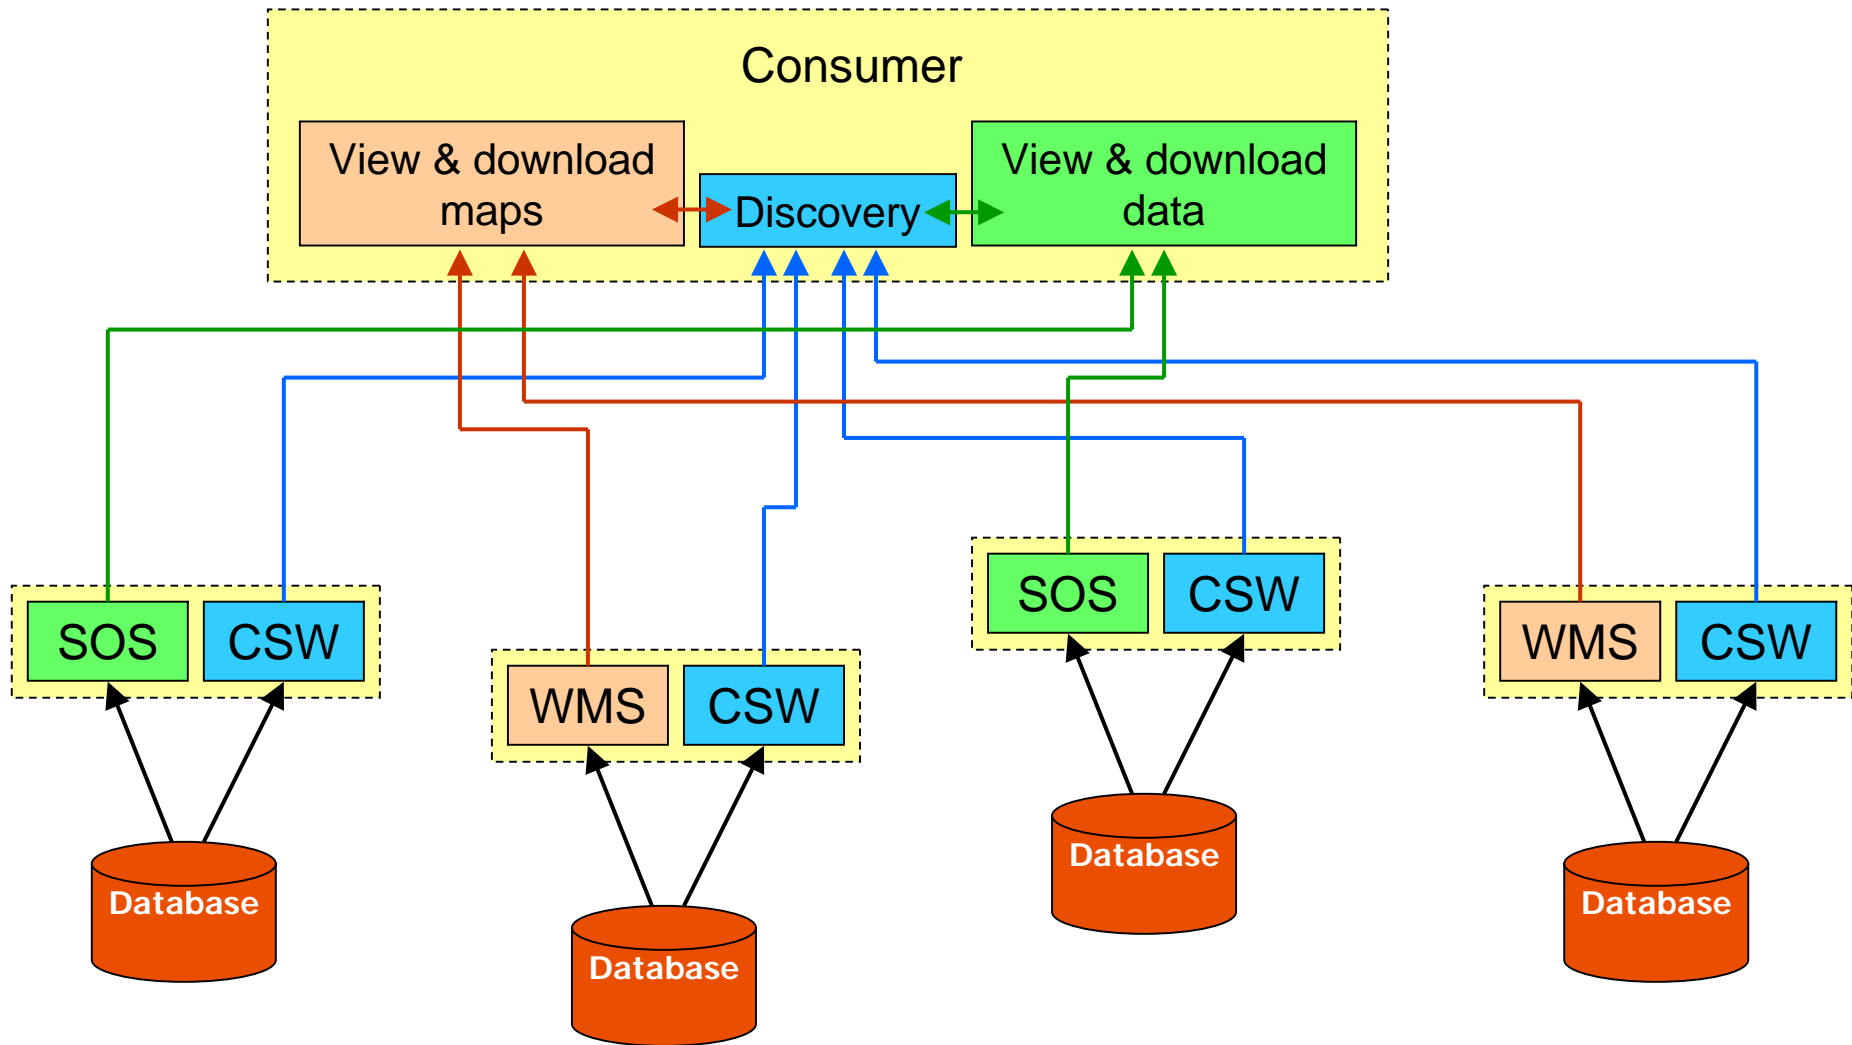 Consumer
View & download
maps
Discovery
View & download
data
SOS
CSW
WMS
CSW
SOS
CSW
WMS
CSW
Database
Database
Database
Database